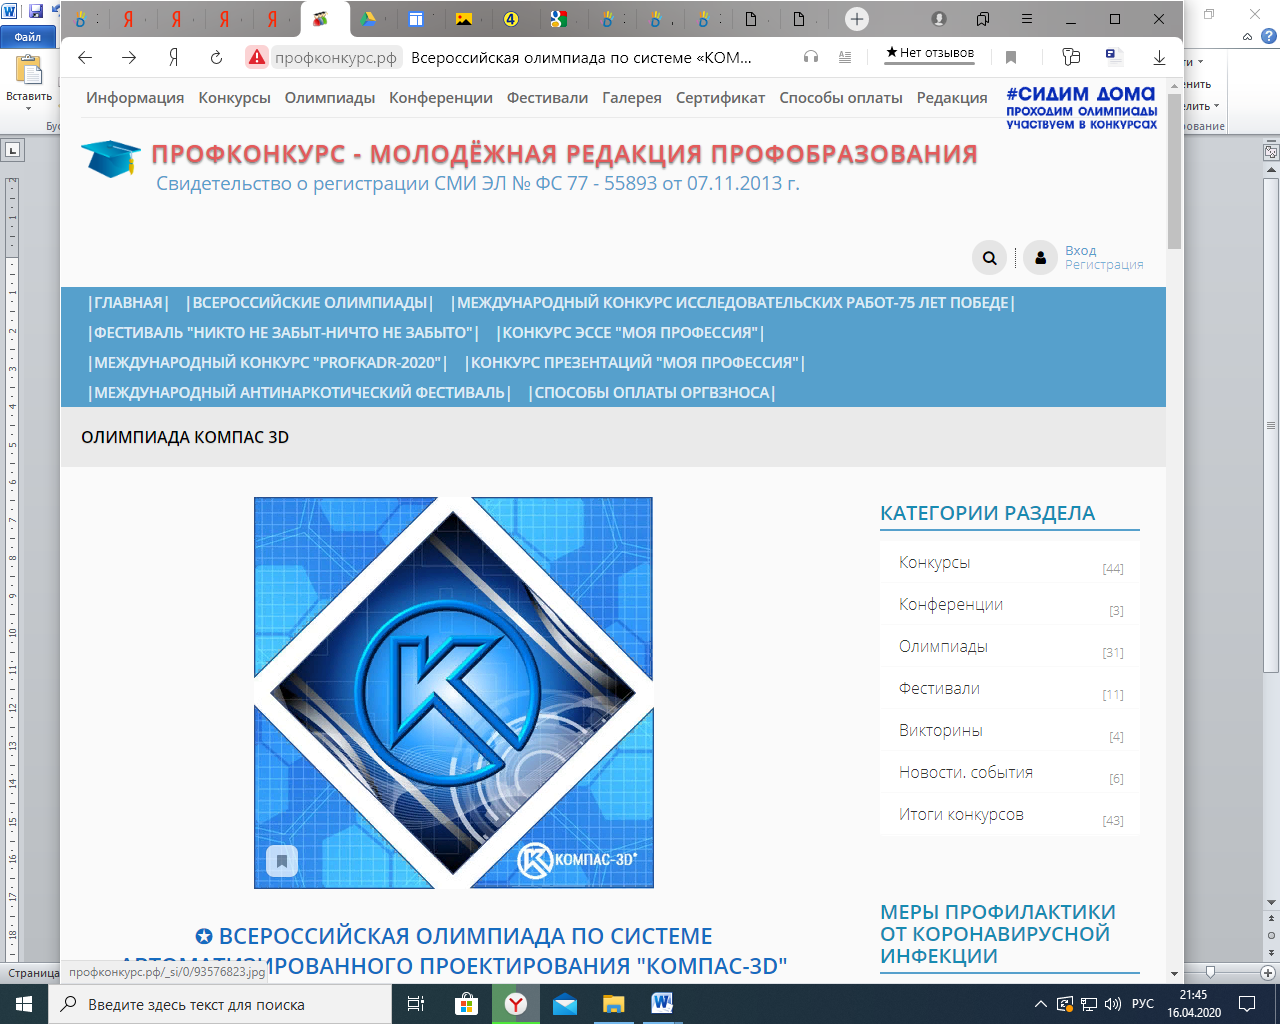 Файл
Вставить
Страница
профконкурс.рф Всероссийская олимпиада по системе «КОМ... ★ Нет отзывов
Информация Конкурсы Олимпиады Конференции Фестивали Галерея Сертификат Способы оплаты Редакция
#СИДИМ ДОМА
ПРОХОДИМ ОЛИМПИАДЫ
УЧАСТВУЕМ В КОНКУРСАХ
ПРОФКОНКУРС - МОЛОДЁЖНАЯ РЕДАКЦИЯ ПРОФОБРАЗОВАНИЯ
Свидетельство о регистрации СМИ ЭЛ № ФС 77 - 55893 от 07.11.2013 г.
Вход
Регистрация
|ГЛАВНАЯ| |ВСЕРОССИЙСКИЕ ОЛИМПИАДЫ| |МЕЖДУНАРОДНЫЙ КОНКУРС ИССЛЕДОВАТЕЛЬСКИХ РАБОТ-75 ЛЕТ ПОБЕДЕ|
|ФЕСТИВАЛЬ "НИКТО НЕ ЗАБЫТ-НИЧТО НЕ ЗАБЫТО"| |КОНКУРС ЭССЕ "МОЯ ПРОФЕССИЯ"|
|МЕЖДУНАРОДНЫЙ КОНКУРС "PROFKADR-2020"| |КОНКУРС ПРЕЗЕНТАЦИЙ "МОЯ ПРОФЕССИЯ"|
|МЕЖДУНАРОДНЫЙ АНТИНАРКОТИЧЕСКИЙ ФЕСТИВАЛЬ| |СПОСОБЫ ОПЛАТЫ ОРГВЗНОСА|
ОЛИМПИАДА КОМПАС 3D
КОМПАС-3D
✪ ВСЕРОССИЙСКАЯ ОЛИМПИАДА ПО СИСТЕМЕ
АВТОМАТИЗИРОВАННОГО ПРОЕКТИРОВАНИЯ "КОМПАС-3D"
профконкурс.рф/_si/0/93576823.jpg
КАТЕГОРИИ РАЗДЕЛА
Конкурсы [44]
Конференции [3]
Олимпиады [31]
Фестивали [11]
Викторины [4]
Новости. события [6]
Итоги конкурсов [43]
МЕРЫ ПРОФИЛАКТИКИ
ОТ КОРОНАВИРУСНОЙ
ИНФЕКЦИИ
Введите здесь текст для поиска
РУС
21:45
16.04.2020